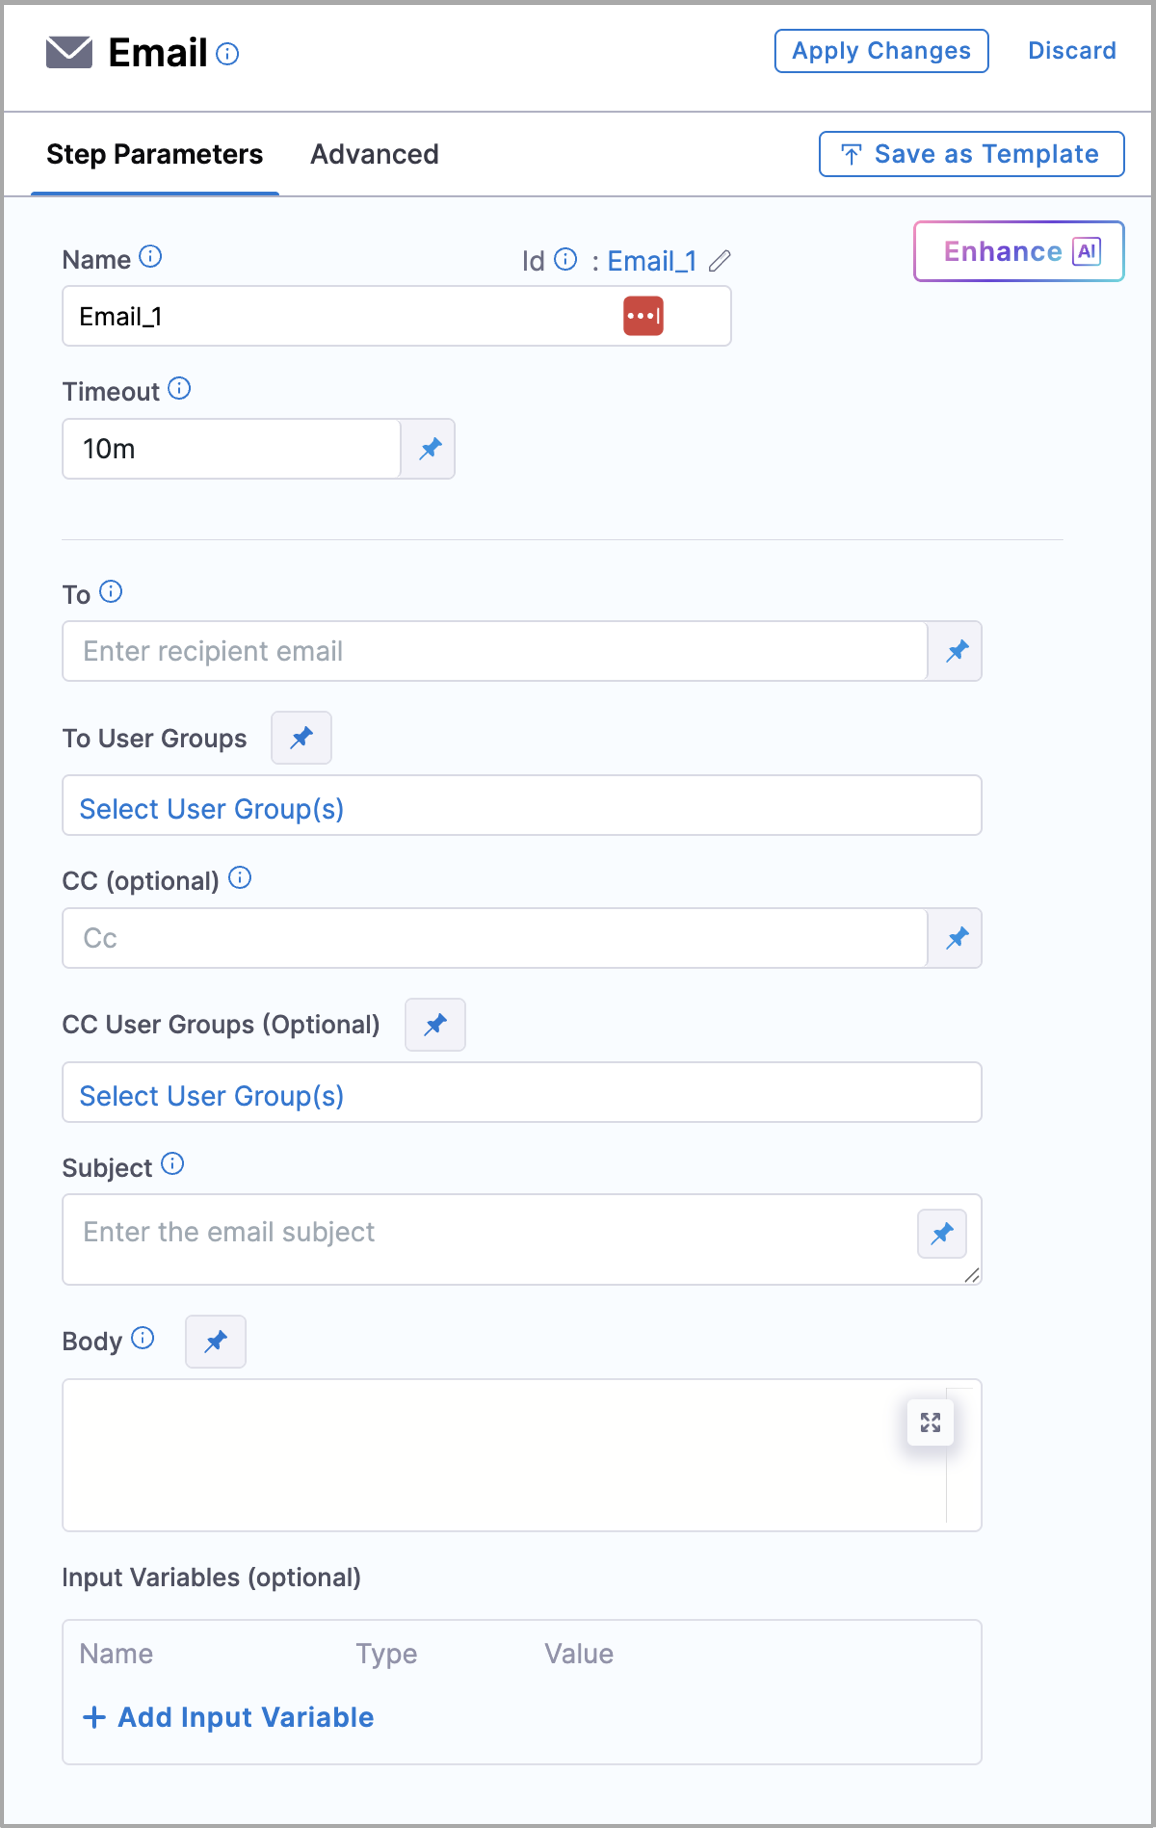 Email
Apply Changes
Discard
Step Parameters
Advanced
Save as Template
Name
Id : Email_1
Enhance AI
Email_1
Timeout
10m
To
Enter recipient email
To User Groups
Select User Group(s)
CC (optional)
Cc
CC User Groups (Optional)
Select User Group(s)
Subject
Enter the email subject
Body
Input Variables (optional)
Name Type Value
+ Add Input Variable